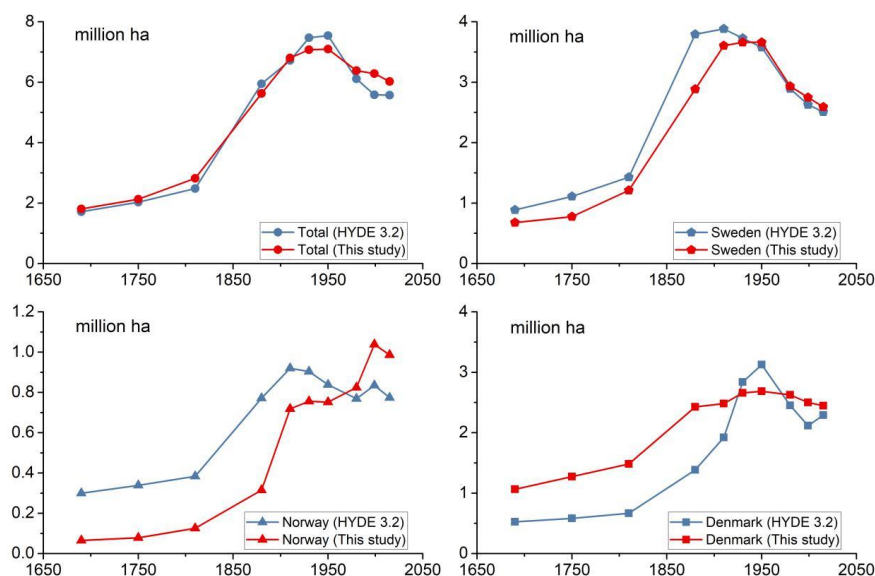 million ha
8
6
4
2
0
Total (HYDE 3.2)
Total (This study)
1650 1750 1850 1950 2050
million ha
4
3
2
1
0
Sweden (HYDE 3.2)
Sweden (This study)
1650 1750 1850 1950 2050
million ha
1.2
1.0
0.8
0.6
0.4
0.2
0.0
Norway (HYDE 3.2)
Norway (This study)
1650 1750 1850 1950 2050
million ha
4
3
2
1
0
Denmark (HYDE 3.2)
Denmark (This study)
1650 1750 1850 1950 2050